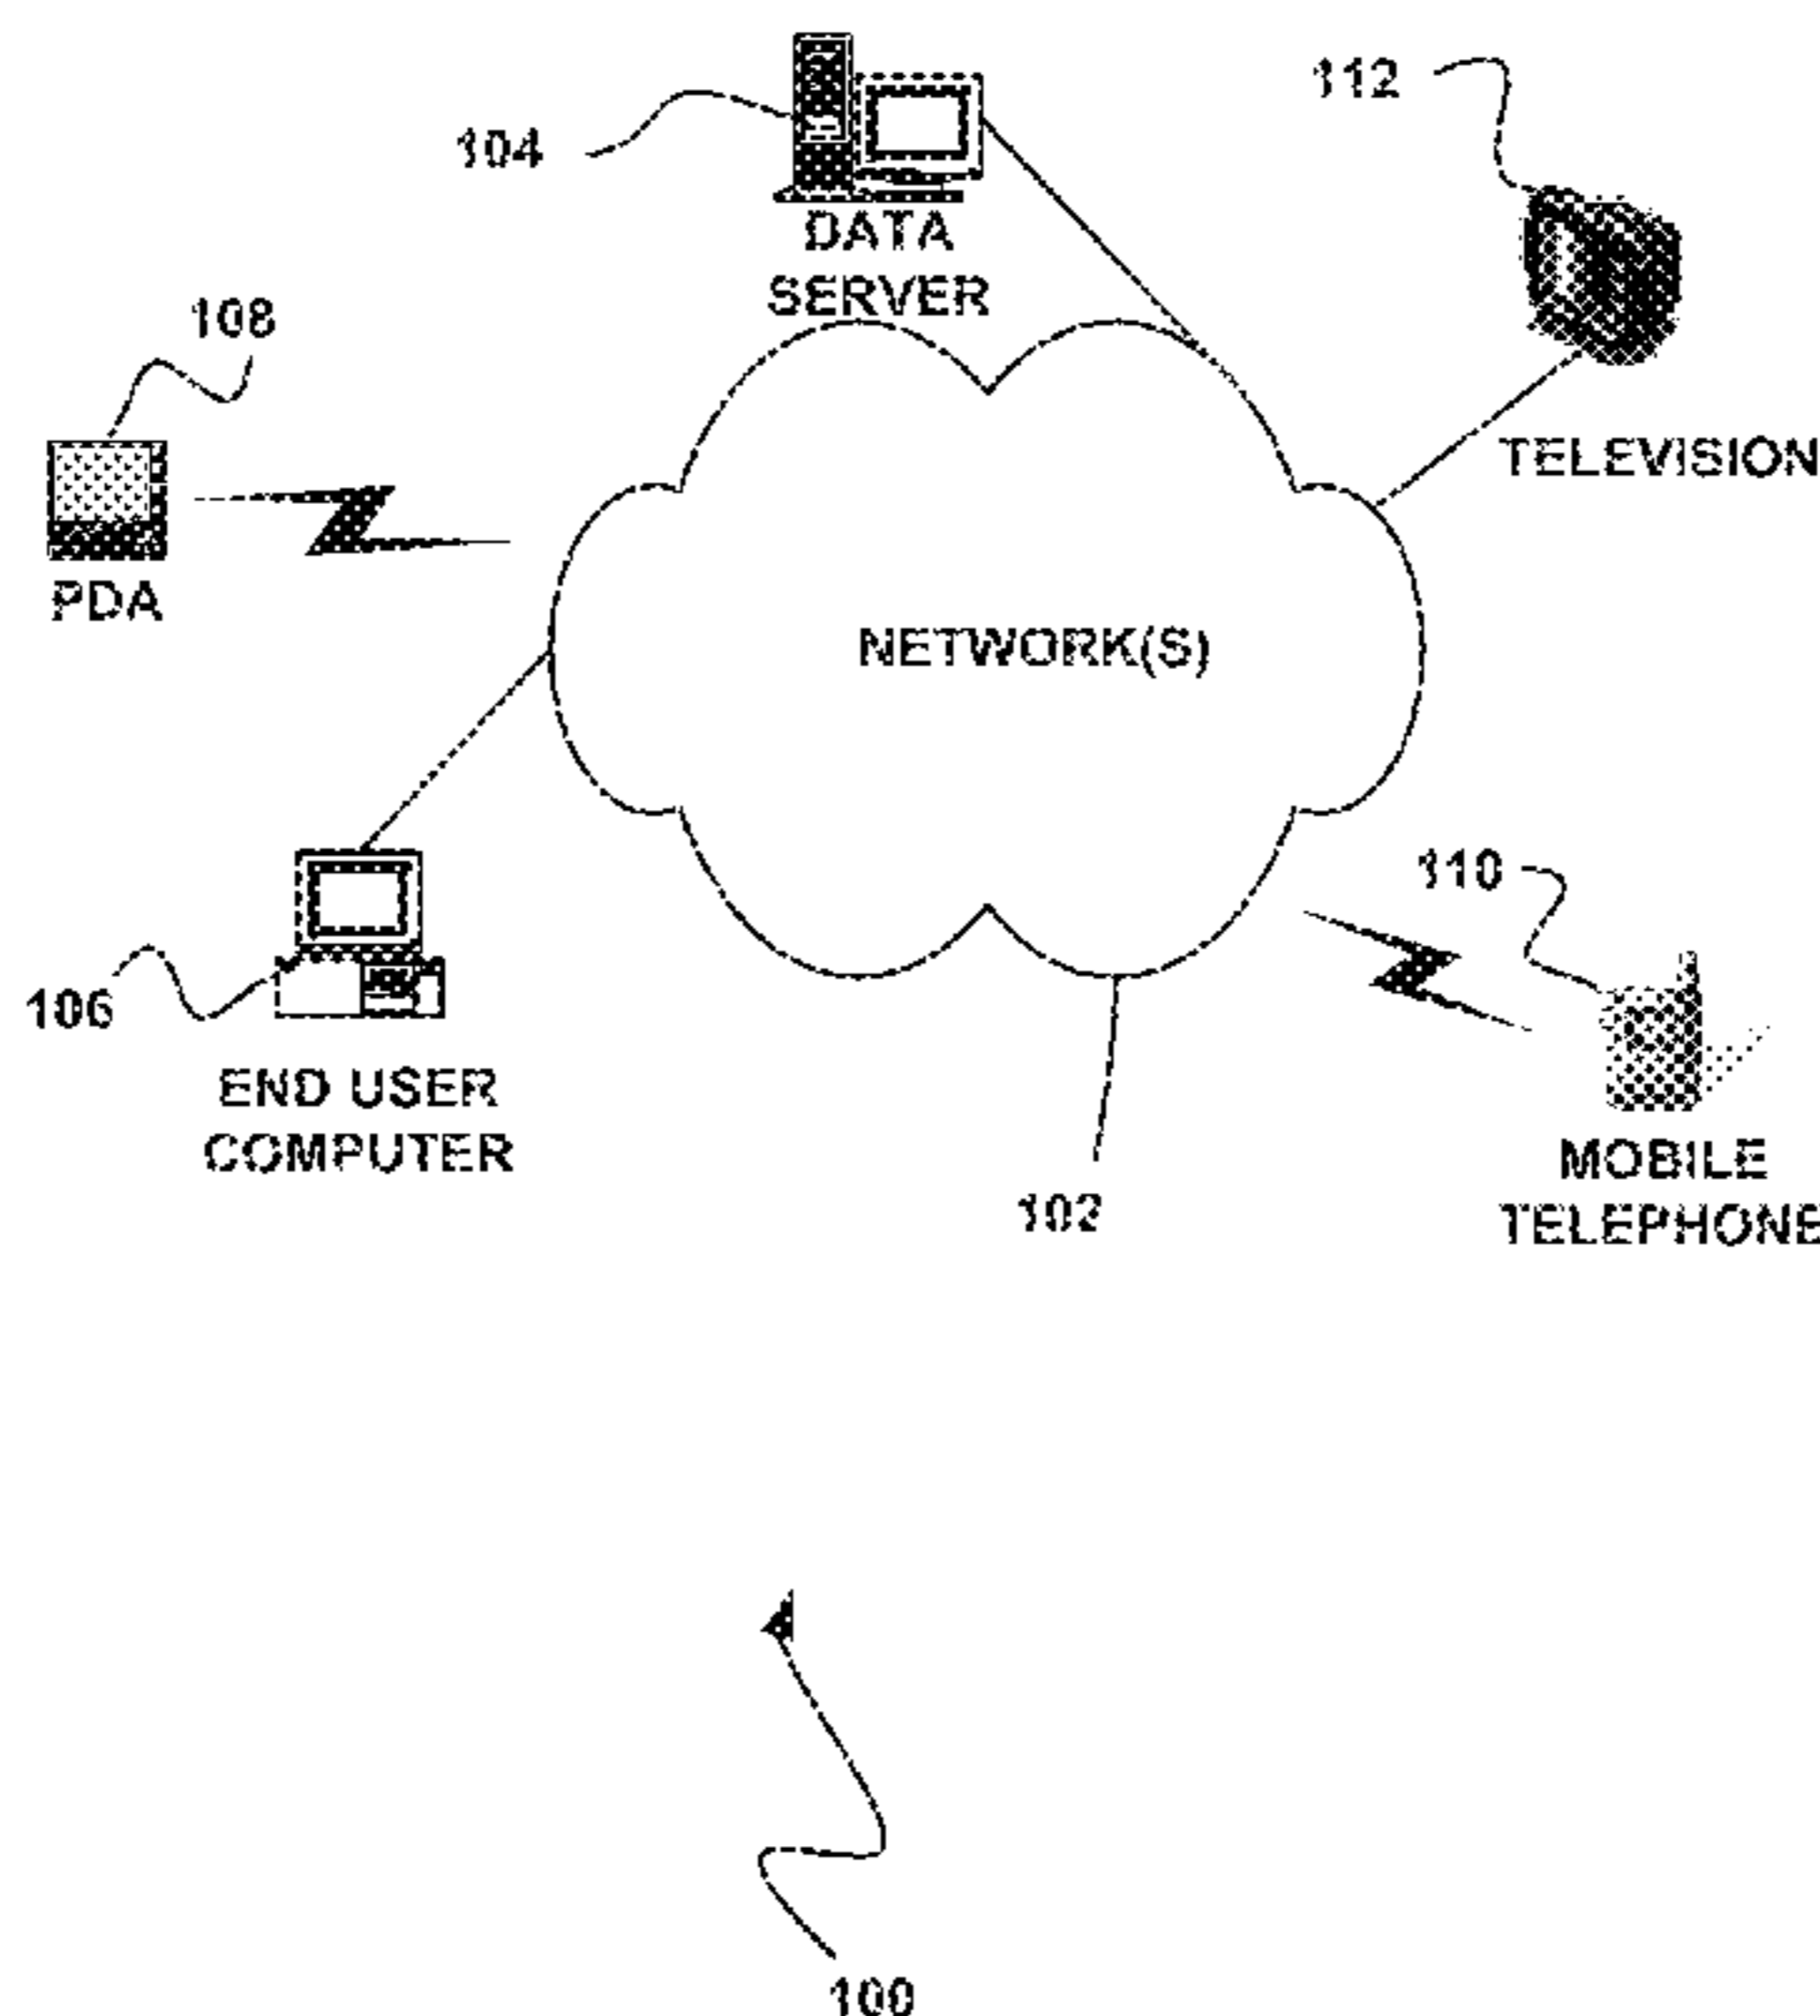 112
104
DATA
SERVER
108
TELEVISION
PDA
NETWORK(S)
110
106
END USER
COMPUTER
MOBILE
TELEPHONE
102
100